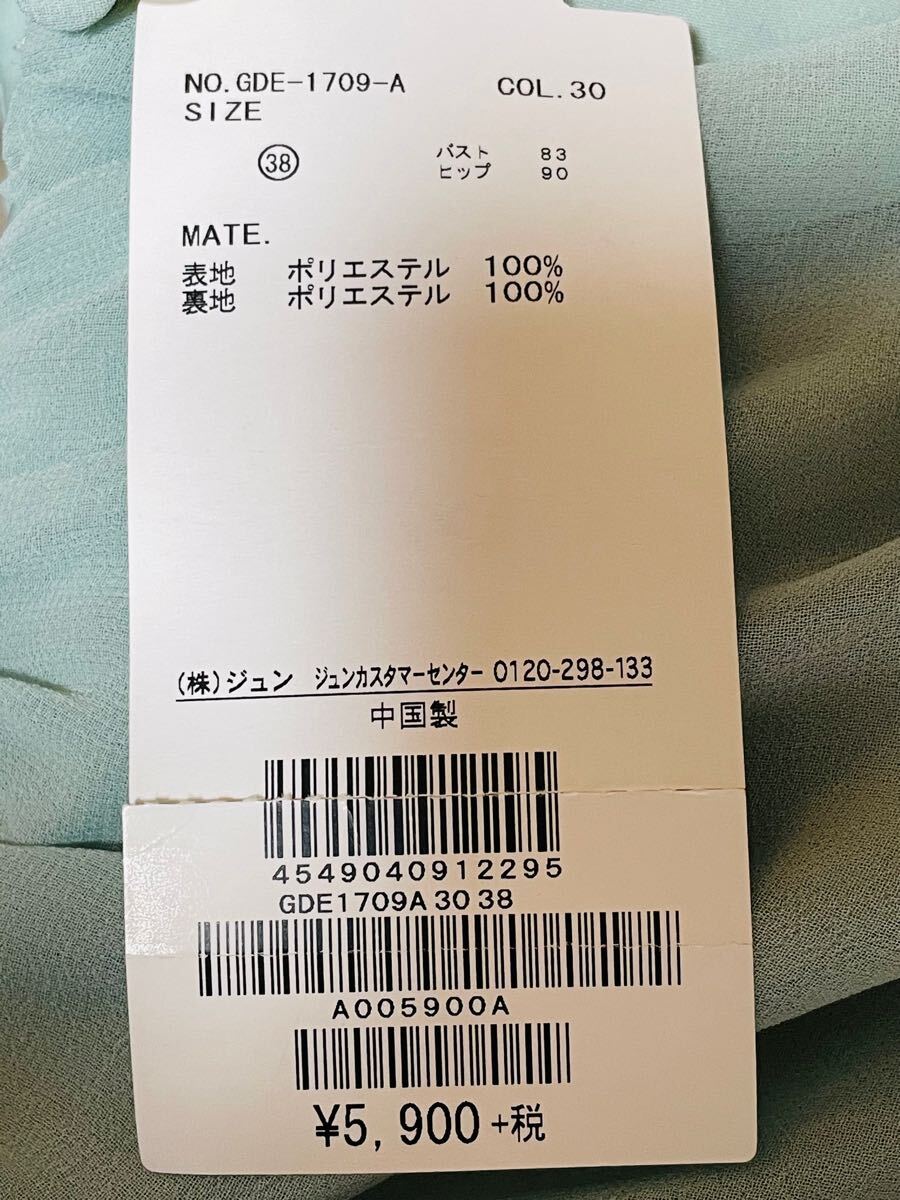 NO.GDE-1709-A COL.30
SIZE
㊳ バスト 83
ヒップ 90
MATE.
表地 ポリエステル 100%
裏地 ポリエステル 100%
(株)ジュン ジュンカスタマーセンター 0120-298-133
中国製
4549040912295
GDE1709A 30 38
A005900A
¥5,900+税